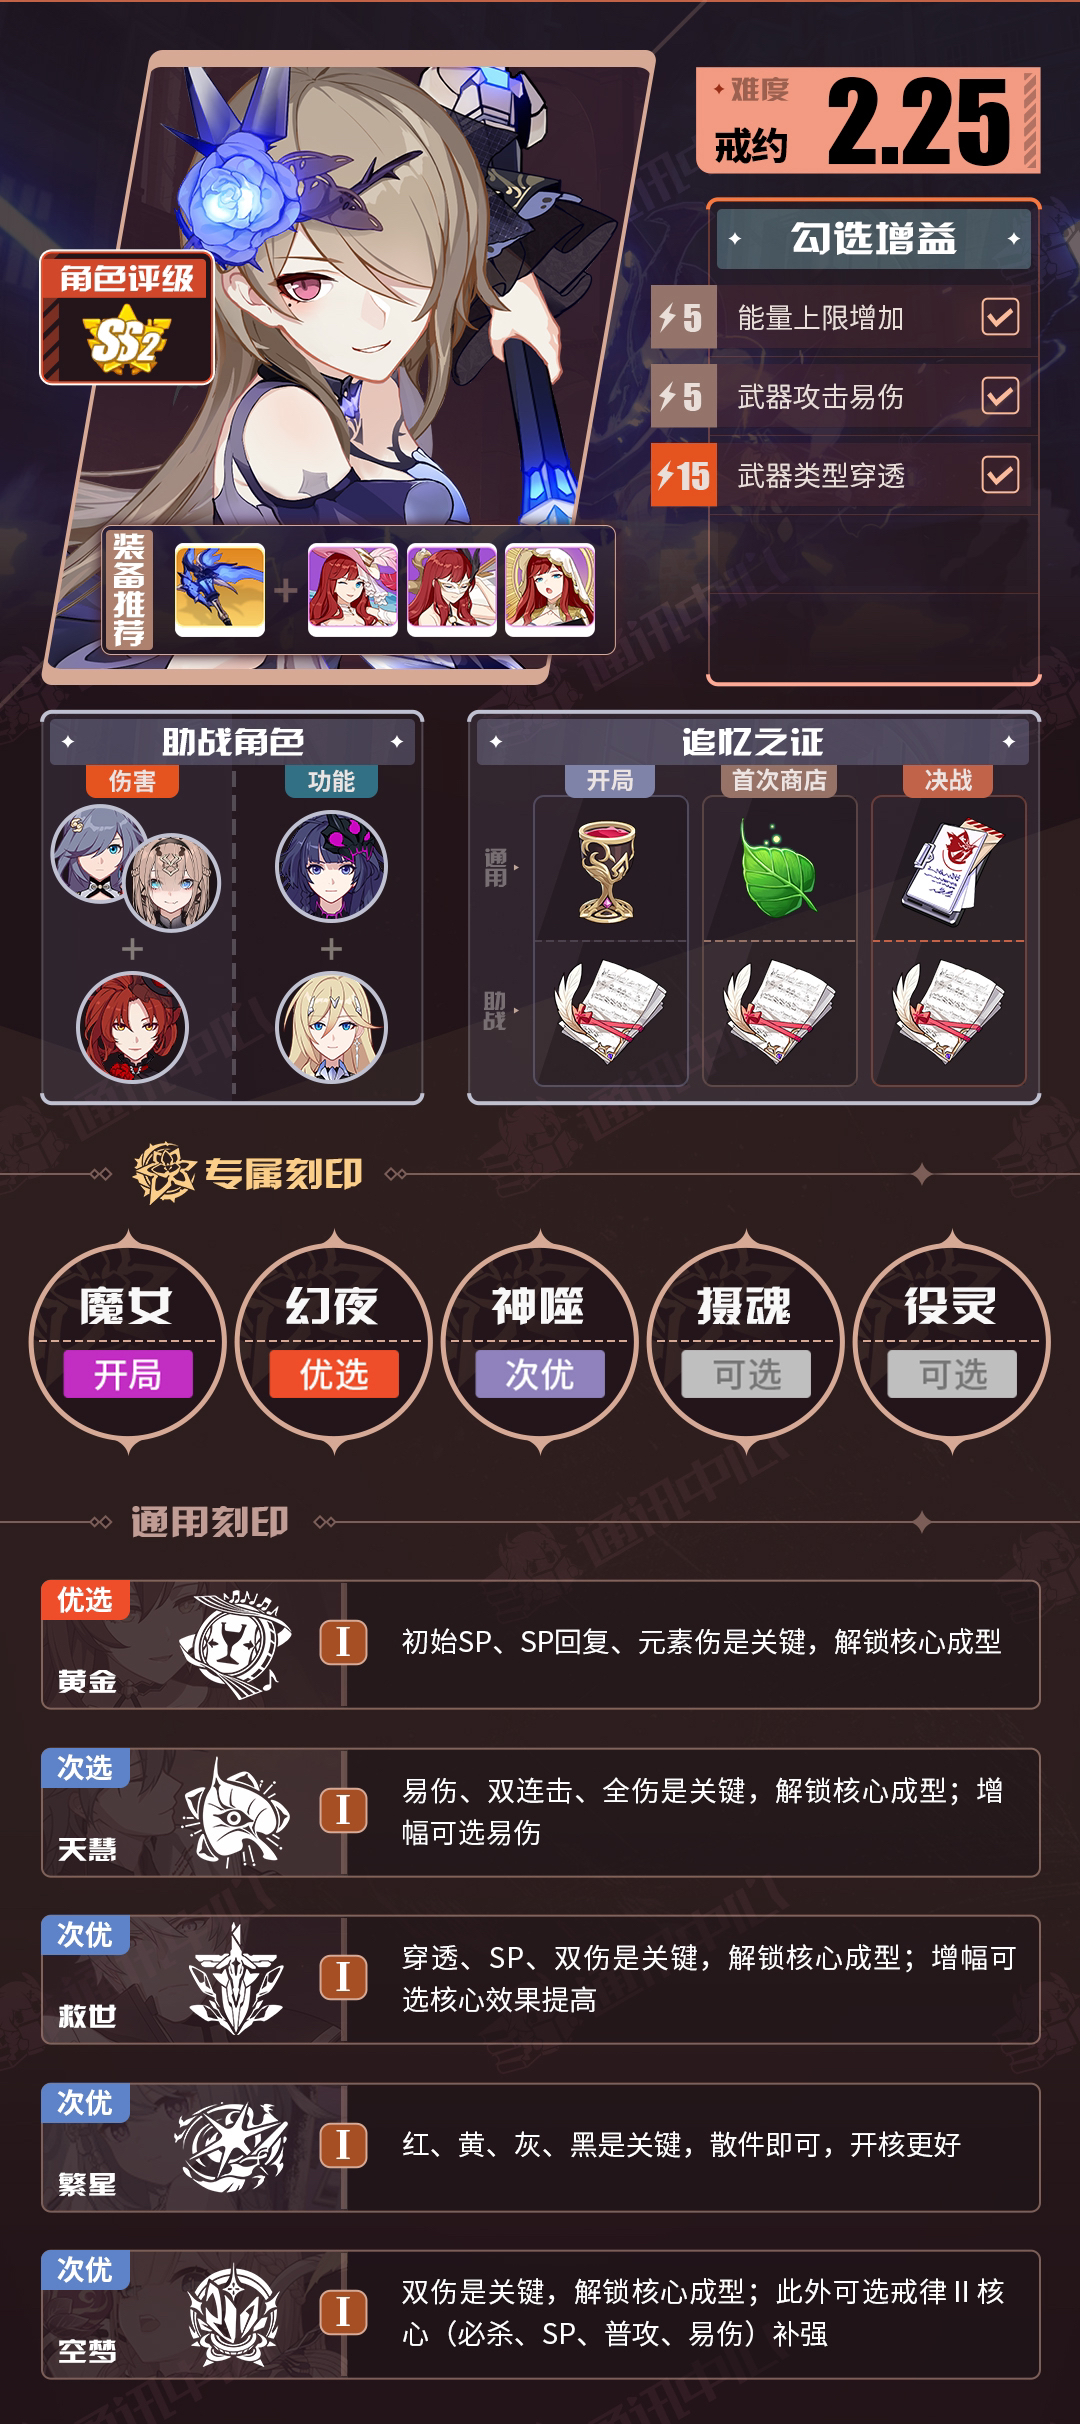 难度
戒约
2.25
勾选增益
5
能量上限增加
5
武器攻击易伤
15
武器类型穿透
角色评级
SS2
装备推荐
助战角色
伤害
功能
追忆之证
开局
首次商店
决战
通用
助战
专属刻印
魔女
开局
幻夜
优选
神噬
次优
摄魂
可选
役灵
可选
通用刻印
优选
黄金
I
初始SP、SP回复、元素伤是关键，解锁核心成型
次选
天慧
I
易伤、双连击、全伤是关键，解锁核心成型；增
幅可选易伤
次优
救世
I
穿透、SP、双伤是关键，解锁核心成型；增幅可
选核心效果提高
次优
繁星
I
红、黄、灰、黑是关键，散件即可，开核更好
次优
空梦
I
双伤是关键，解锁核心成型；此外可选戒律 II 核
心（必杀、SP、普攻、易伤）补强
通讯中心